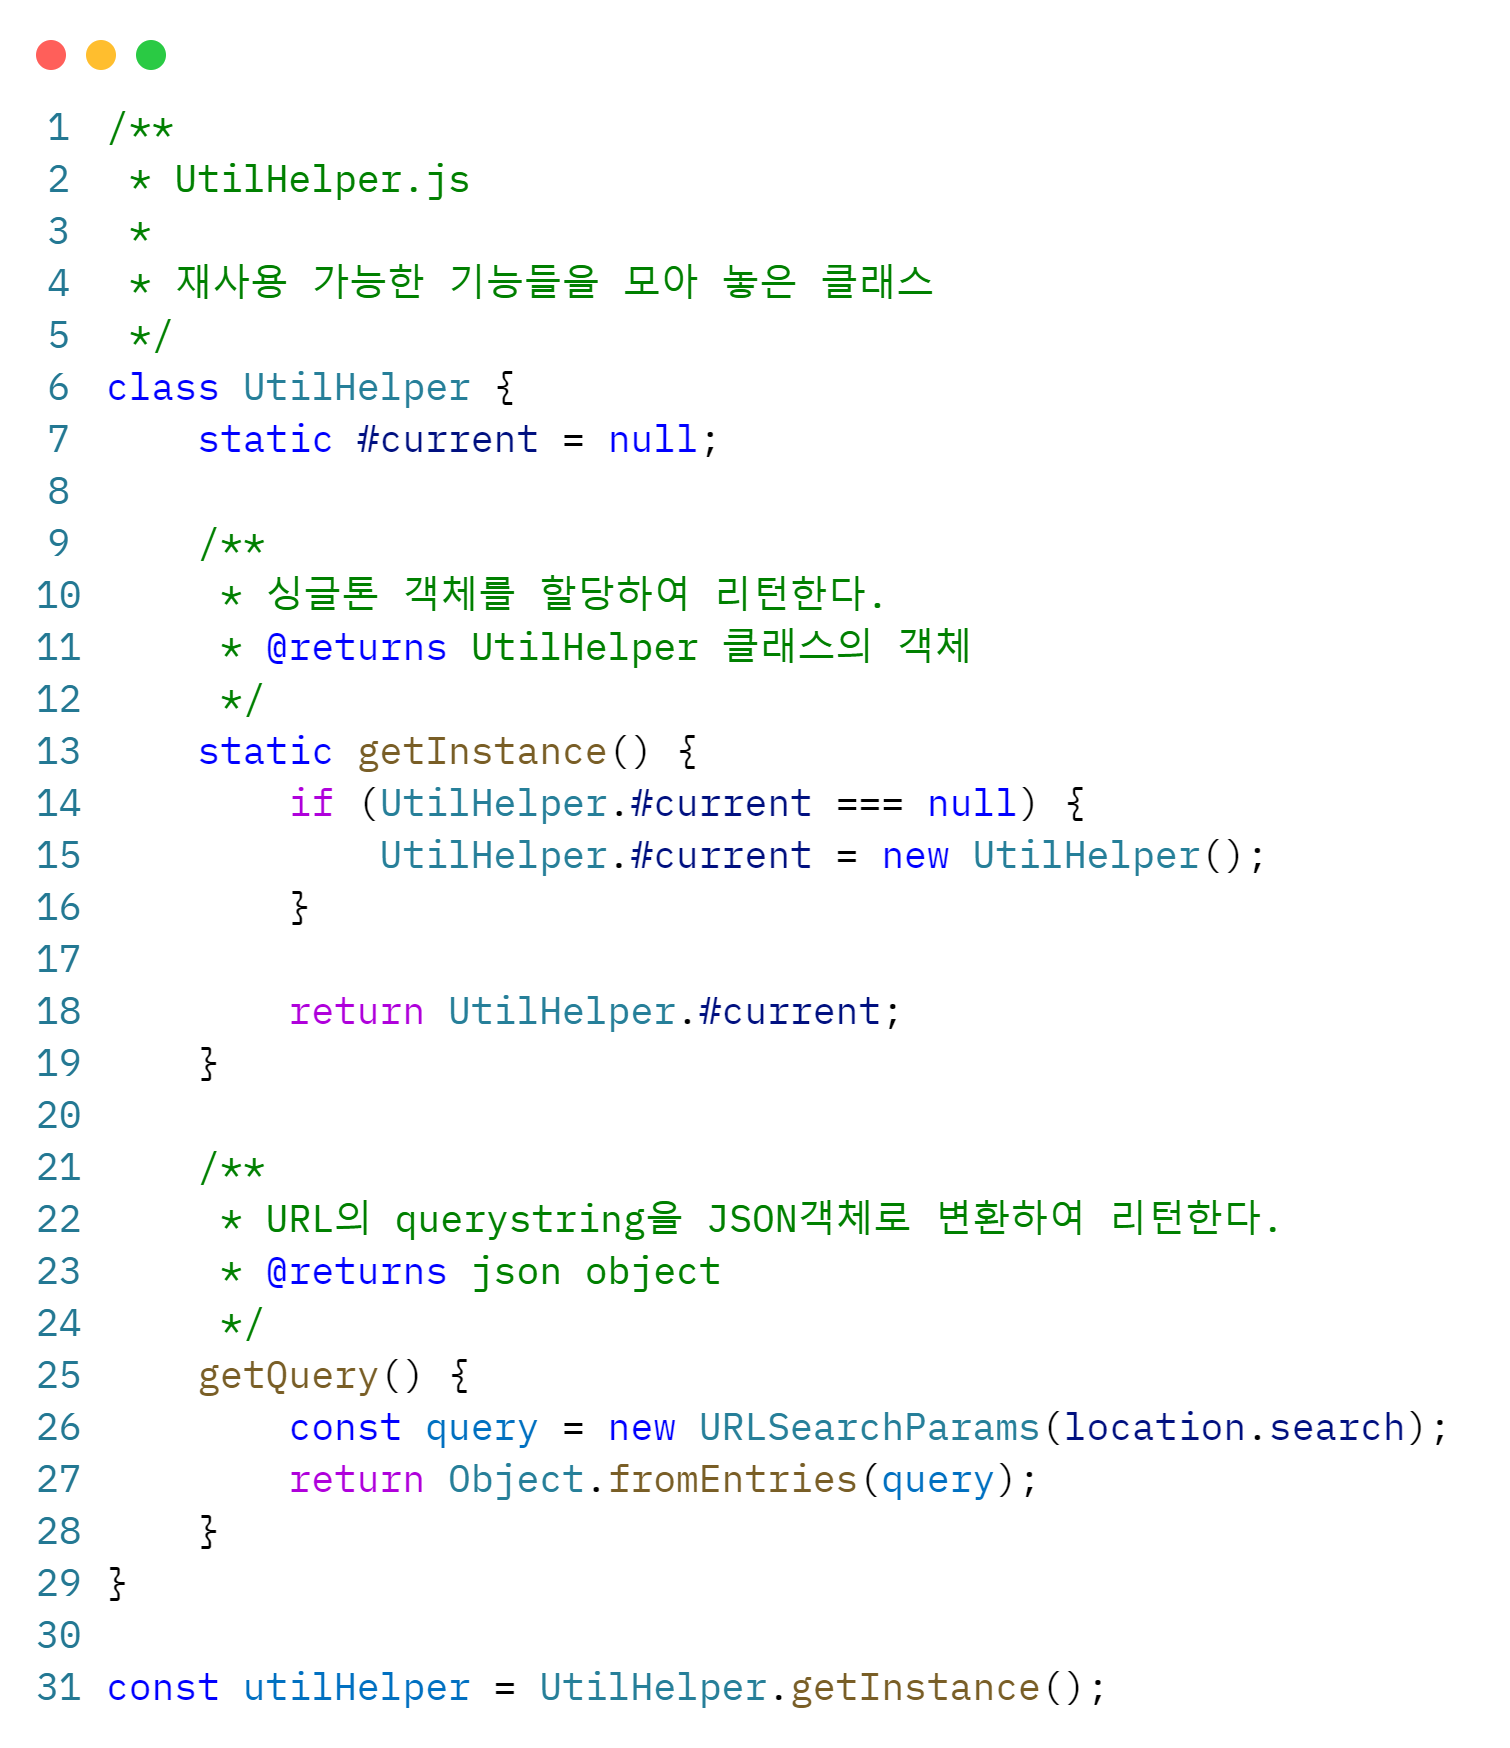 1 /**
2  * UtilHelper.js
3  *
4  * 재사용 가능한 기능들을 모아 놓은 클래스
5  */
6 class UtilHelper {
7     static #current = null;
8
9     /**
10      * 싱글톤 객체를 할당하여 리턴한다.
11      * @returns UtilHelper 클래스의 객체
12      */
13     static getInstance() {
14         if (UtilHelper.#current === null) {
15             UtilHelper.#current = new UtilHelper();
16         }
17
18         return UtilHelper.#current;
19     }
20
21     /**
22      * URL의 querystring을 JSON객체로 변환하여 리턴한다.
23      * @returns json object
24      */
25     getQuery() {
26         const query = new URLSearchParams(location.search);
27         return Object.fromEntries(query);
28     }
29 }
30
31 const utilHelper = UtilHelper.getInstance();